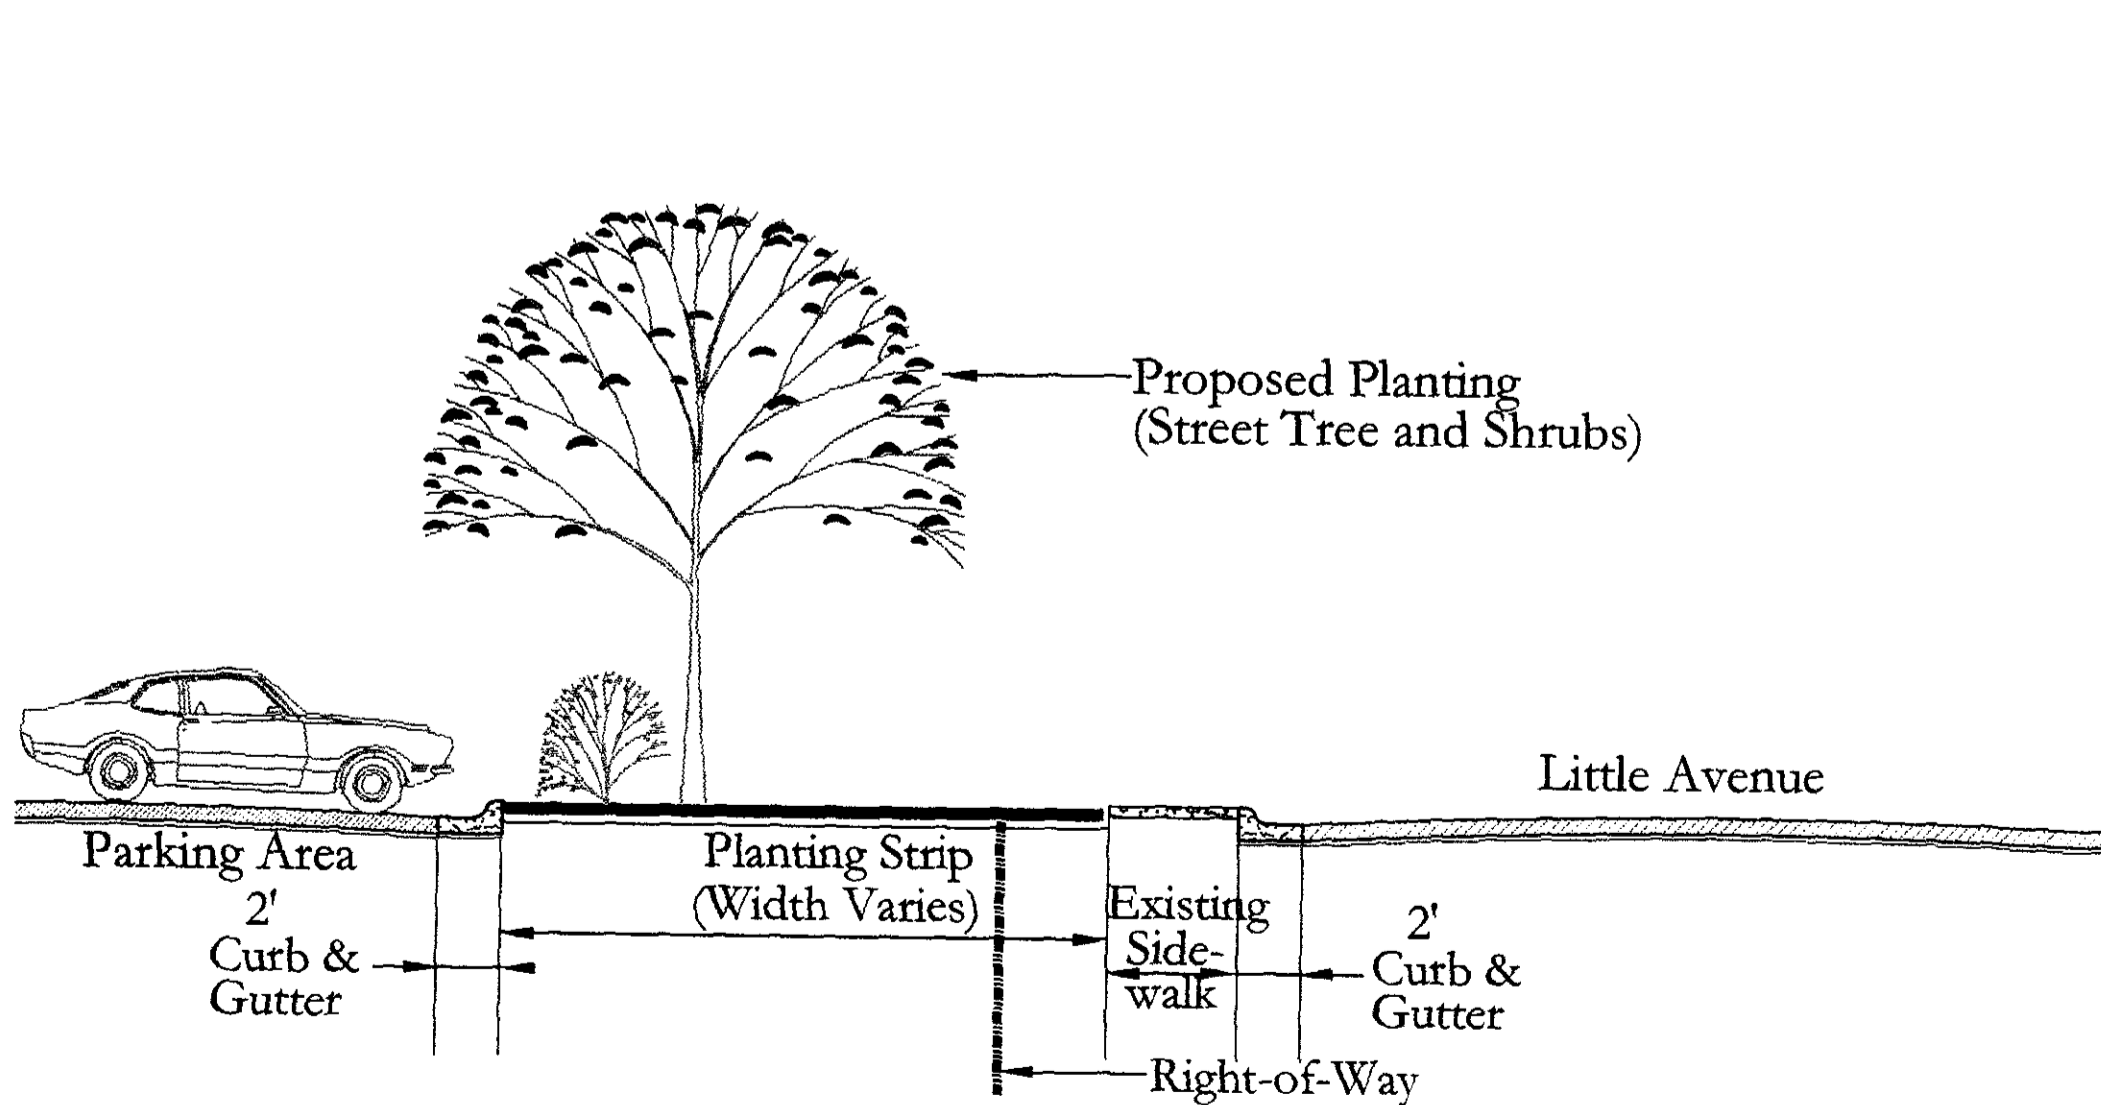 Proposed Planting
(Street Tree and Shrubs)
Little Avenue
Parking Area
2'
Curb &
Gutter
Planting Strip
(Width Varies)
Existing
Side-
walk
2'
Curb &
Gutter
Right-of-Way